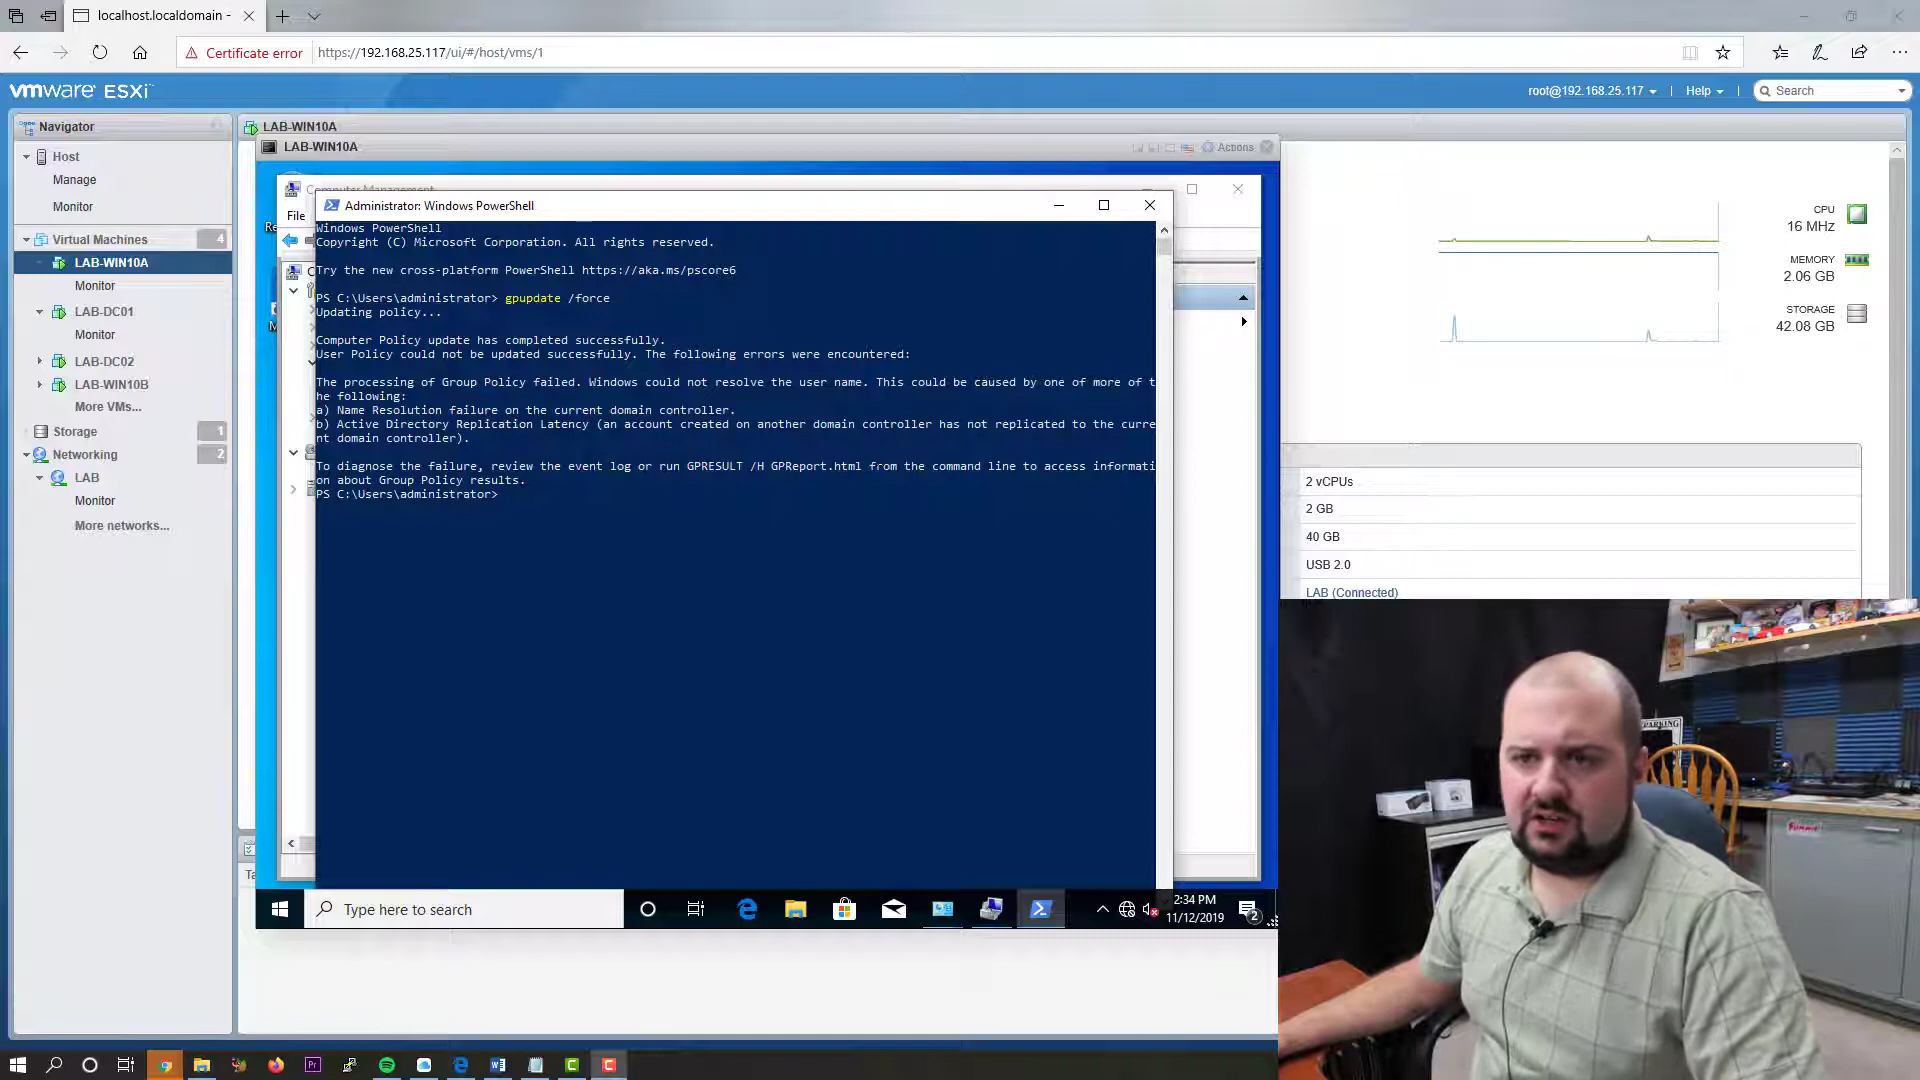 localhost.localdomain -
Certificate error
https://192.168.25.117/ui/#/host/vms/1
vmware ESXi
root@192.168.25.117
Help
Search
Navigator
Host
Manage
Monitor
Virtual Machines 4
LAB-WIN10A
Monitor
LAB-DC01
Monitor
LAB-DC02
LAB-WIN10B
More VMs...
Storage 1
Networking 2
LAB
Monitor
More networks...
LAB-WIN10A
LAB-WIN10A
Actions
Computer Management
File
Administrator: Windows PowerShell
Windows PowerShell
Copyright (C) Microsoft Corporation. All rights reserved.
Try the new cross-platform PowerShell https://aka.ms/pscore6
PS C:\Users\administrator> gpupdate /force
Updating policy...
Computer Policy update has completed successfully.
User Policy could not be updated successfully. The following errors were encountered:
The processing of Group Policy failed. Windows could not resolve the user name. This could be caused by one of more of t
he following:
a) Name Resolution failure on the current domain controller.
b) Active Directory Replication Latency (an account created on another domain controller has not replicated to the curre
nt domain controller).
To diagnose the failure, review the event log or run GPRESULT /H GPReport.html from the command line to access informati
on about Group Policy results.
PS C:\Users\administrator>
CPU
16 MHz
MEMORY
2.06 GB
STORAGE
42.08 GB
2 vCPUs
2 GB
40 GB
USB 2.0
LAB (Connected)
PARKING
Type here to search
2:34 PM
11/12/2019
2